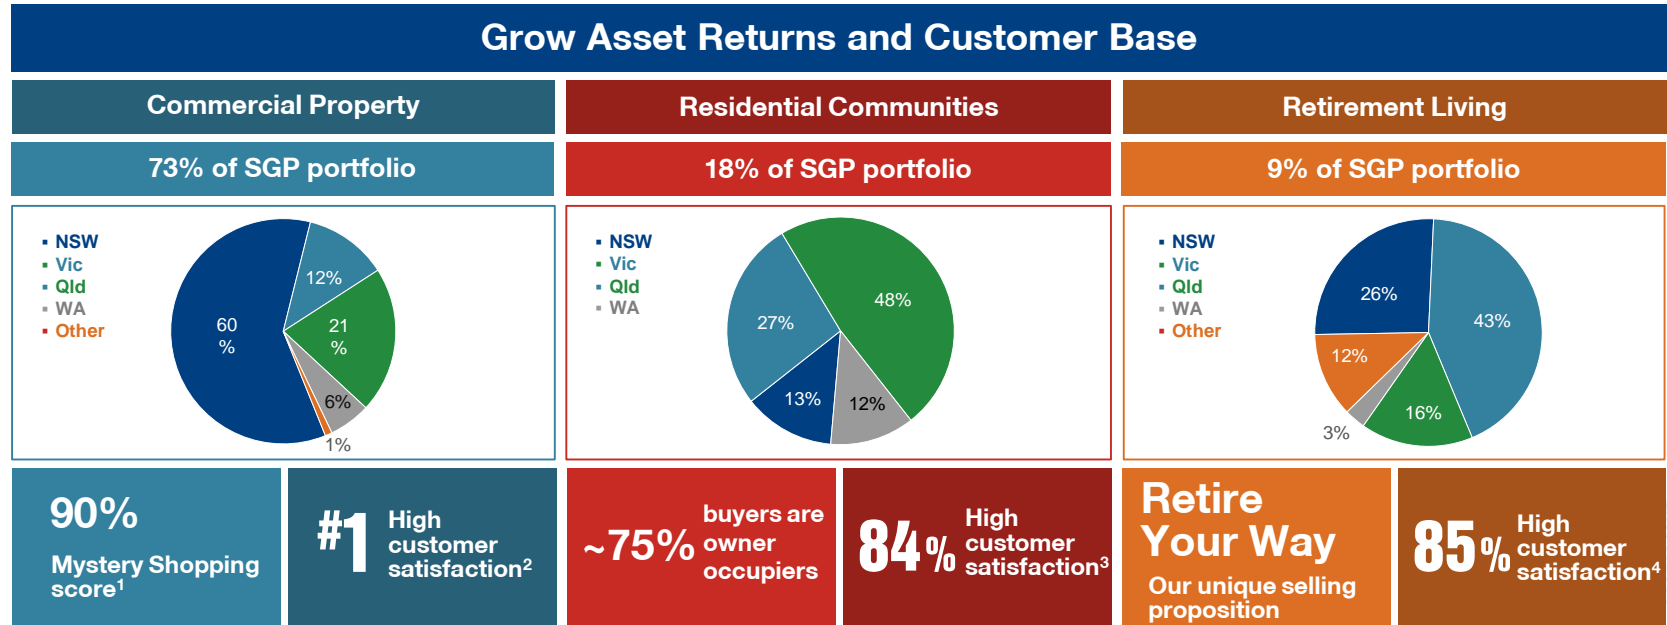 Grow Asset Returns and Customer Base
Commercial Property
73% of SGP portfolio
NSW
Vic
Qld
WA
Other
12%
60
%
21
%
6%
1%
90%
Mystery Shopping
score1
#1
High
customer
satisfaction2
Residential Communities
18% of SGP portfolio
NSW
Vic
Qld
WA
48%
27%
13%
12%
~75%
buyers are
owner
occupiers
84%
High
customer
satisfaction3
Retirement Living
9% of SGP portfolio
NSW
Vic
Qld
WA
Other
26%
43%
12%
16%
3%
Retire
Your Way
Our unique selling
proposition
85%
High
customer
satisfaction4